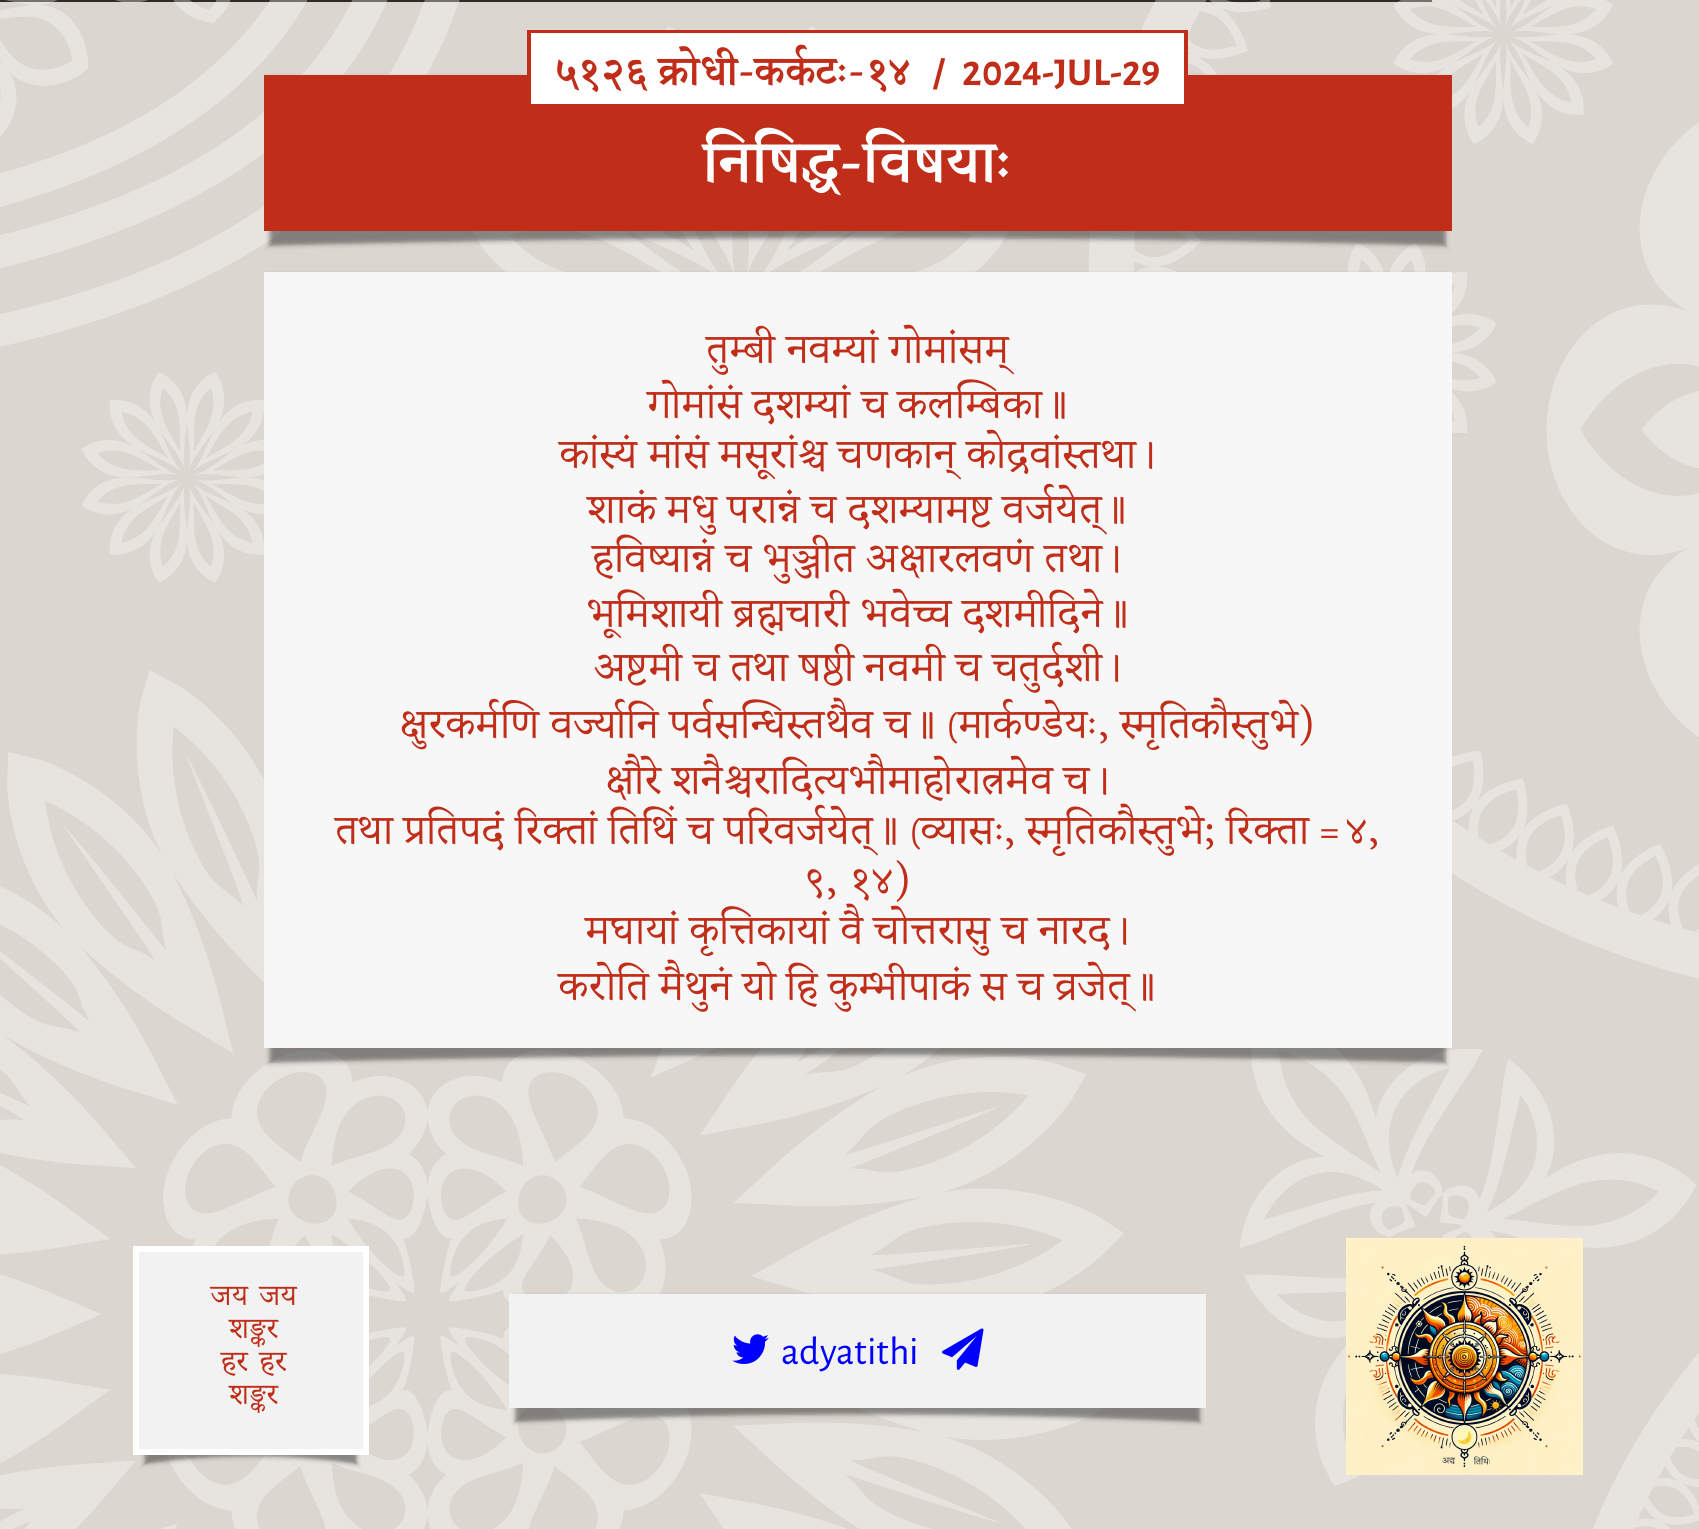 ५१२६ क्रोधी-कर्कटः-१४ / 2024-JUL-29
निषिद्ध-विषयाः
तुम्बी नवम्यां गोमांसम्
गोमांसं दशम्यां च कलम्बिका॥
कांस्यं मांसं मसूरांश्च चणकान् कोद्रवांस्तथा।
शाकं मधु परान्नं च दशम्यामष्ट वर्जयेत्॥
हविष्यान्नं च भुञ्जीत अक्षारलवणं तथा।
भूमिशायी ब्रह्मचारी भवेच्च दशमीदिने॥
अष्टमी च तथा षष्ठी नवमी च चतुर्दशी।
क्षुरकर्मणि वर्ज्यानि पर्वसन्धिस्तथैव च॥ (मार्कण्डेयः, स्मृतिकौस्तुभे)
क्षौरे शनैश्चरादित्यभौमाहोरात्रमेव च।
तथा प्रतिपदं रिक्तां तिथिं च परिवर्जयेत्॥ (व्यासः, स्मृतिकौस्तुभे; रिक्ता = ४,
९, १४)
मघायां कृत्तिकायां वै चोत्तरासु च नारद।
करोति मैथुनं यो हि कुम्भीपाकं स च व्रजेत्॥
जय जय
शङ्कर
हर हर
शङ्कर
adyatithi
अद्य तिथिः